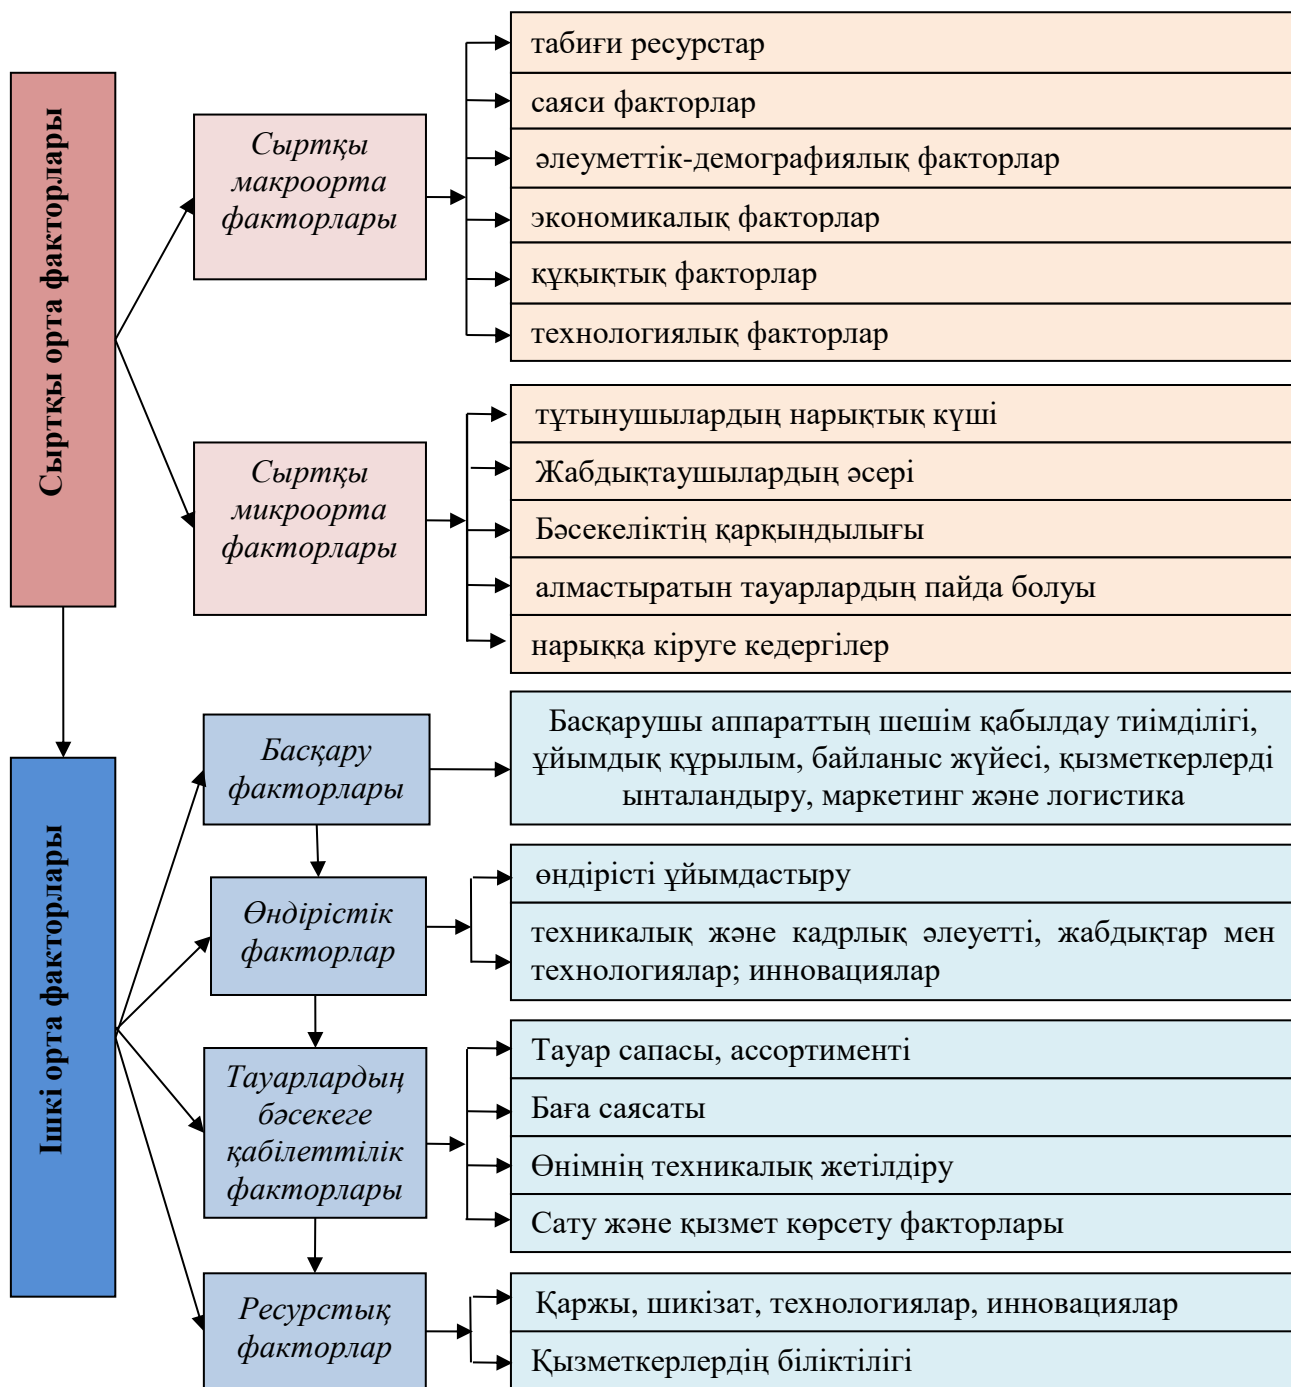 Сыртқы орта факторлары
Сыртқы
макроорта
факторлары
табиғи ресурстар
саяси факторлар
әлеуметтік-демографиялық факторлар
экономикалық факторлар
құқықтық факторлар
технологиялық факторлар
Сыртқы
микроорта
факторлары
тұтынушылардың нарықтық күші
Жабдықтаушылардың әсері
Бәсекеліктің қарқындылығы
алмастыратын тауарлардың пайда болуы
нарыққа кіруге кедергілер
Ішкі орта факторлары
Басқару
факторлары
Басқарушы аппараттың шешім қабылдау тиімділігі,
ұйымдық құрылым, байланыс жүйесі, қызметкерлерді
ынталандыру, маркетинг және логистика
Өндірістік
факторлар
өндірісті ұйымдастыру
техникалық және кадрлық әлеуетті, жабдықтар мен
технологиялар; инновациялар
Тауарлардың
бәсекеге
қабілеттілік
факторлары
Тауар сапасы, ассортименті
Баға саясаты
Өнімнің техникалық жетілдіру
Сату және қызмет көрсету факторлары
Ресурстық
факторлар
Қаржы, шикізат, технологиялар, инновациялар
Қызметкерлердің біліктілігі